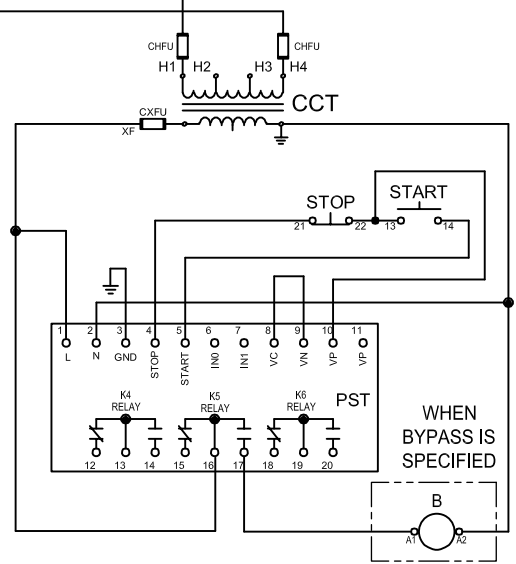 CHFU CHFU
H1 H2 H3 H4
CCT
CXFU
XF
STOP START
21 22 13 14
1 2 3 4 5 6 7 8 9 10 11
L N GND STOP START IN0 IN1 VC VN VP VP
PST
K4 RELAY
K5 RELAY
K6 RELAY
12 13 14 15 16 17 18 19 20
WHEN
BYPASS IS
SPECIFIED
B
A1 A2